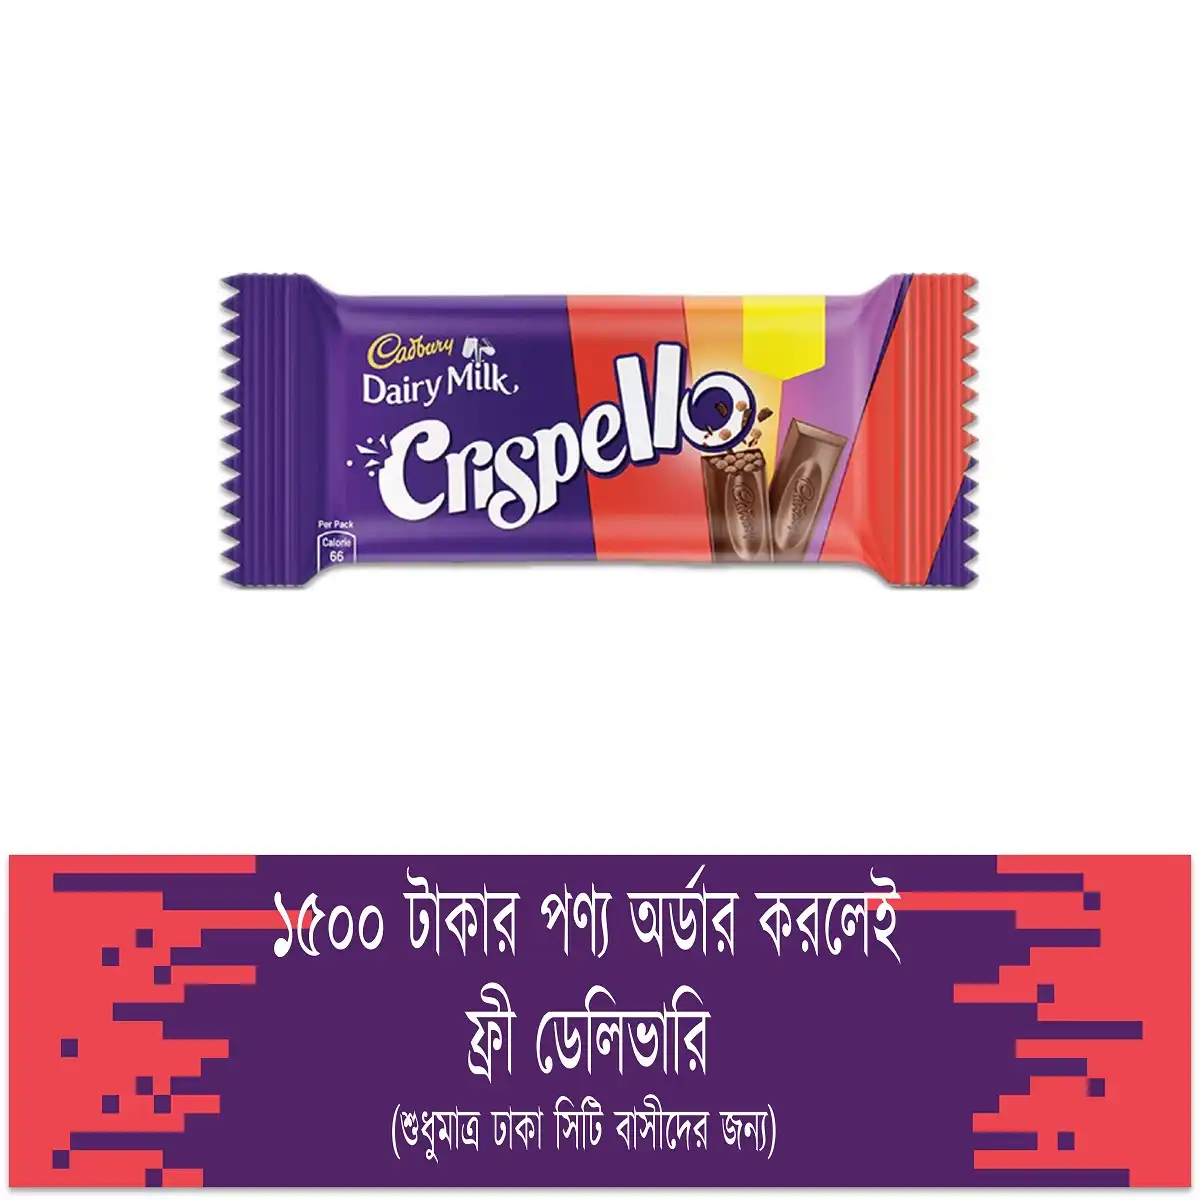 Cadbury
Dairy Milk
Crispello
Per Pack
Calorie
66
১৫০০ টাকার পণ্য অর্ডার করলেই
ফ্রী ডেলিভারি
(শুধুমাত্র ঢাকা সিটি বাসীদের জন্য)